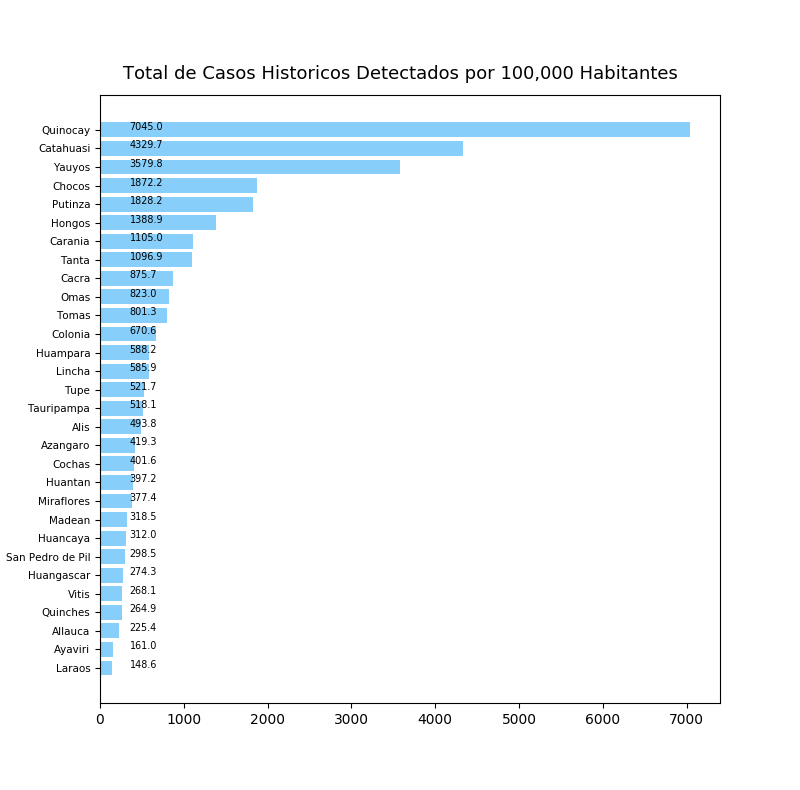 Total de Casos Historicos Detectados por 100,000 Habitantes
Quinocay 7045.0
Catahuasi 4329.7
Yauyos 3579.8
Chocos 1872.2
Putinza 1828.2
Hongos 1388.9
Carania 1105.0
Tanta 1096.9
Cacra 875.7
Omas 823.0
Tomas 801.3
Colonia 670.6
Huampara 588.2
Lincha 585.9
Tupe 521.7
Tauripampa 518.1
Alis 493.8
Azangaro 419.3
Cochas 401.6
Huantan 397.2
Miraflores 377.4
Madean 318.5
Huancaya 312.0
San Pedro de Pil 298.5
Huangascar 274.3
Vitis 268.1
Quinches 264.9
Allauca 225.4
Ayaviri 161.0
Laraos 148.6
0 1000 2000 3000 4000 5000 6000 7000